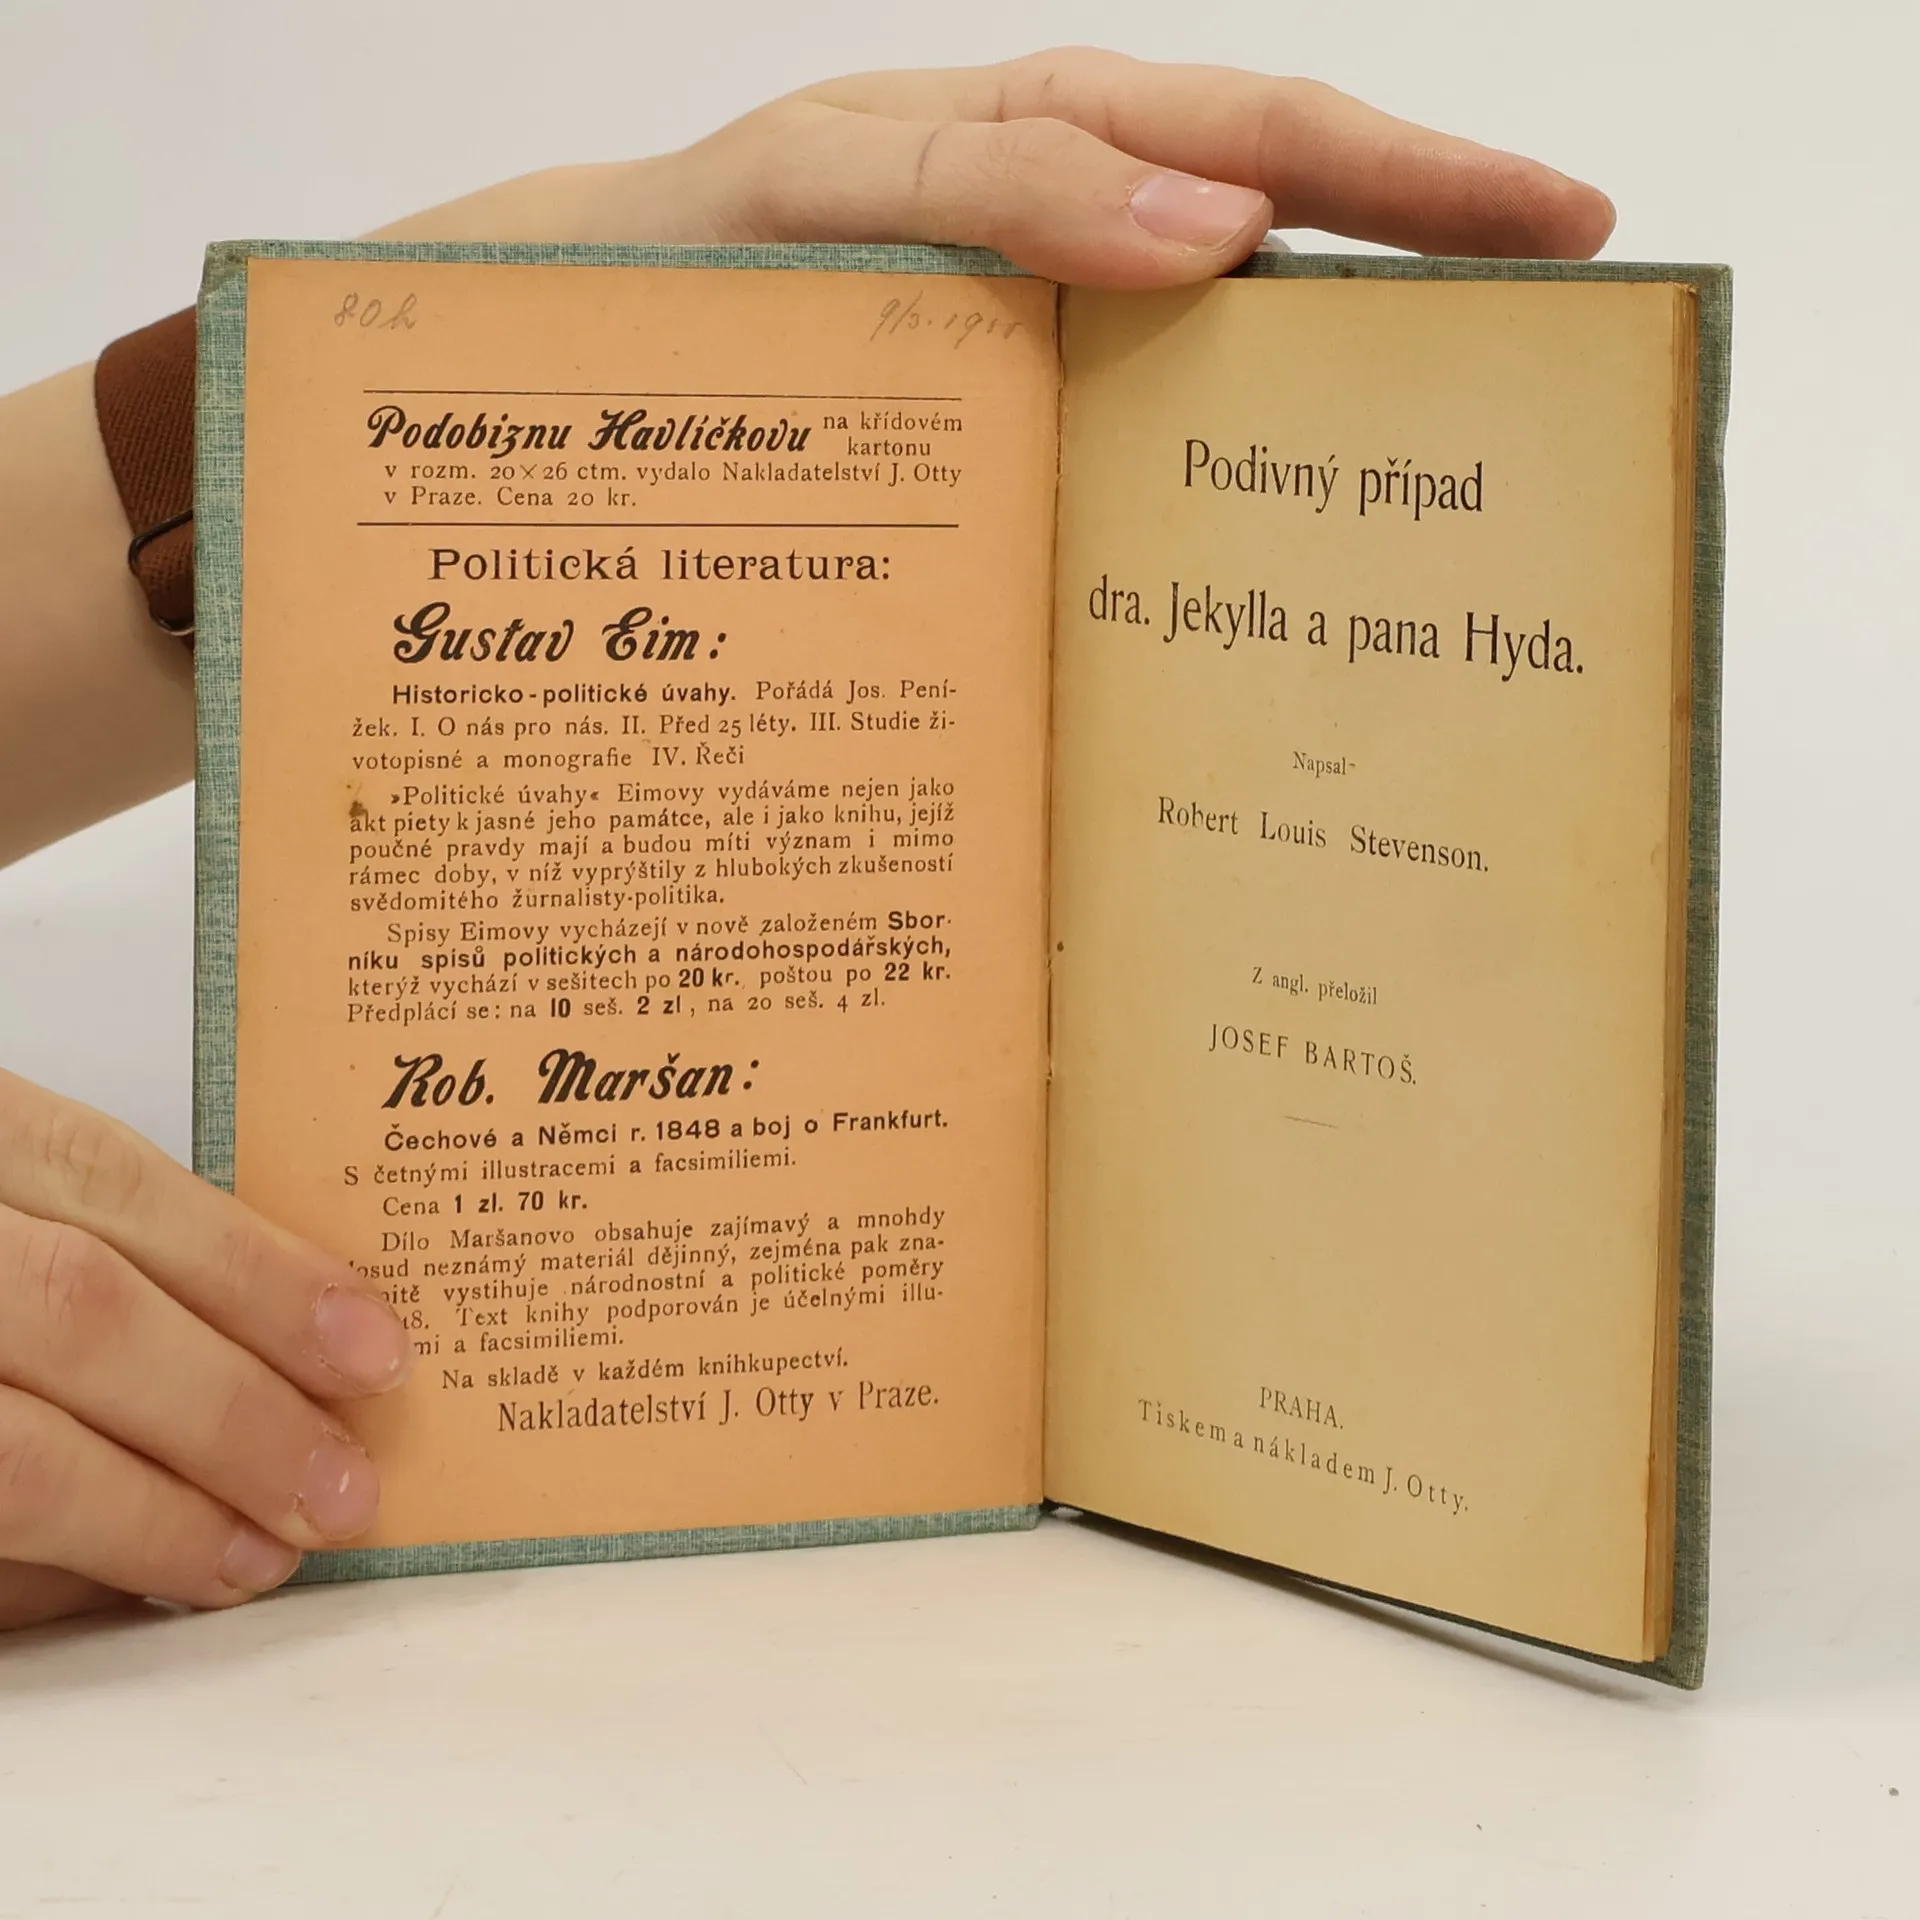 80h
Podobiznu Havlíčkovu na křídovém
kartonu
v rozm. 20×26 ctm. vydalo Nakladatelství J. Otty
v Praze. Cena 20 kr.
Politická literatura:
Gustav Eim:
Historicko-politické úvahy. Pořádá Jos. Pení-
žek. I. O nás pro nás. II. Před 25 léty. III. Studie ži-
votopisné a monografie IV. Řeči
»Politické úvahy« Eimovy vydáváme nejen jako
akt piety k jasné jeho památce, ale i jako knihu, jejíž
poučné pravdy mají a budou míti význam i mimo
rámec doby, v níž vyprýštily z hlubokých zkušeností
svědomitého žurnalisty-politika.
Spisy Eimovy vycházejí v nově založeném Sbor-
níku spisů politických a národohospodářských,
kterýž vychází v sešitech po 20 kr., poštou po 22 kr.
Předplácí se: na 10 seš. 2 zl, na 20 seš. 4 zl.
Rob. Maršan:
Čechové a Němci r. 1848 a boj o Frankfurt.
S četnými illustracemi a facsimiliemi.
Cena 1 zl. 70 kr.
Dílo Maršanovo obsahuje zajímavý a mnohdy
neznámý materiál dějinný, zejména pak zna-
vystihuje národnostní a politické poměry
Text knihy podporován je účelnými illu-
a facsimiliemi.
Na skladě v každém knihkupectví.
Nakladatelství J. Otty v Praze.
Podivný případ
dra. Jekylla a pana Hyda.
Napsal
Robert Louis Stevenson.
Z angl. přeložil
JOSEF BARTOŠ.
PRAHA.
Tiskem a nákladem J. Otty.